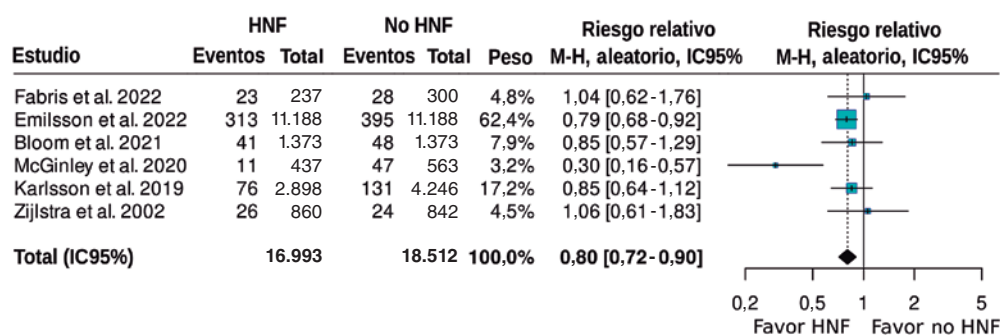 HNF No HNF Riesgo relativo Riesgo relativo
Estudio Eventos Total Eventos Total Peso M-H, aleatorio, IC95% M-H, aleatorio, IC95%
Fabris et al. 2022 23 237 28 300 4,8% 1,04 [0,62-1,76]
Emilsson et al. 2022 313 11.188 395 11.188 62,4% 0,79 [0,68-0,92]
Bloom et al. 2021 41 1.373 48 1.373 7,9% 0,85 [0,57-1,29]
McGinley et al. 2020 11 437 47 563 3,2% 0,30 [0,16-0,57]
Karlsson et al. 2019 76 2.898 131 4.246 17,2% 0,85 [0,64-1,12]
Zijlstra et al. 2002 26 860 24 842 4,5% 1,06 [0,61-1,83]
Total (IC95%) 16.993 18.512 100,0% 0,80 [0,72-0,90]
0,2 0,5 1 2 5
Favor HNF Favor no HNF